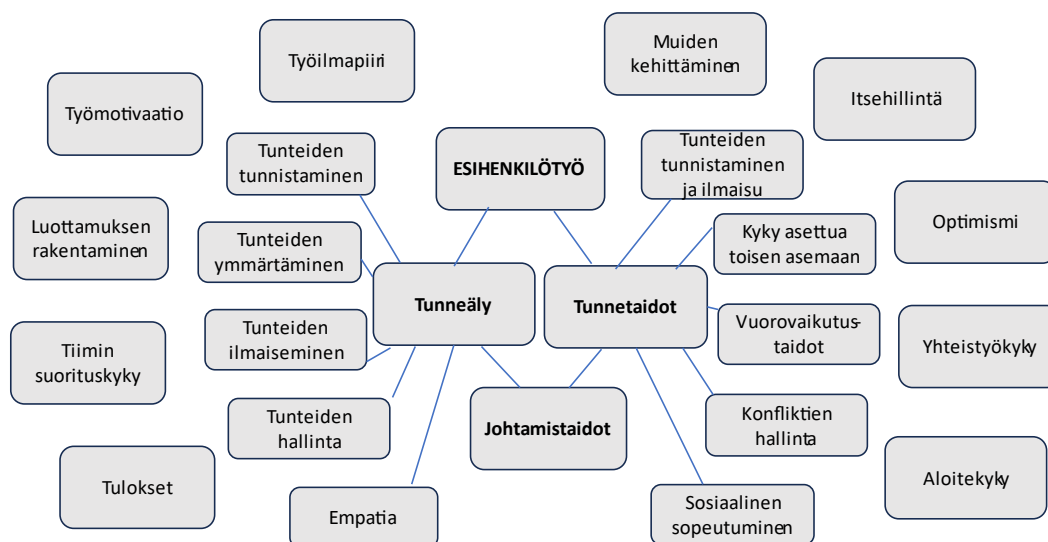 Työilmapiiri
Muiden
kehittäminen
Työmotivaatio
Itsehillintä
Tunteiden
tunnistaminen
ESIHENKILÖTYÖ
Tunteiden
tunnistaminen
ja ilmaisu
Luottamuksen
rakentaminen
Tunteiden
ymmärtäminen
Kyky asettua
toisen asemaan
Optimismi
Tunneäly
Tunnetaidot
Tiimin
suorituskyky
Tunteiden
ilmaiseminen
Vuorovaikutus-
taidot
Yhteistyökyky
Tunteiden
hallinta
Johtamistaidot
Konfliktien
hallinta
Tulokset
Empatia
Sosiaalinen
sopeutuminen
Aloitekyky